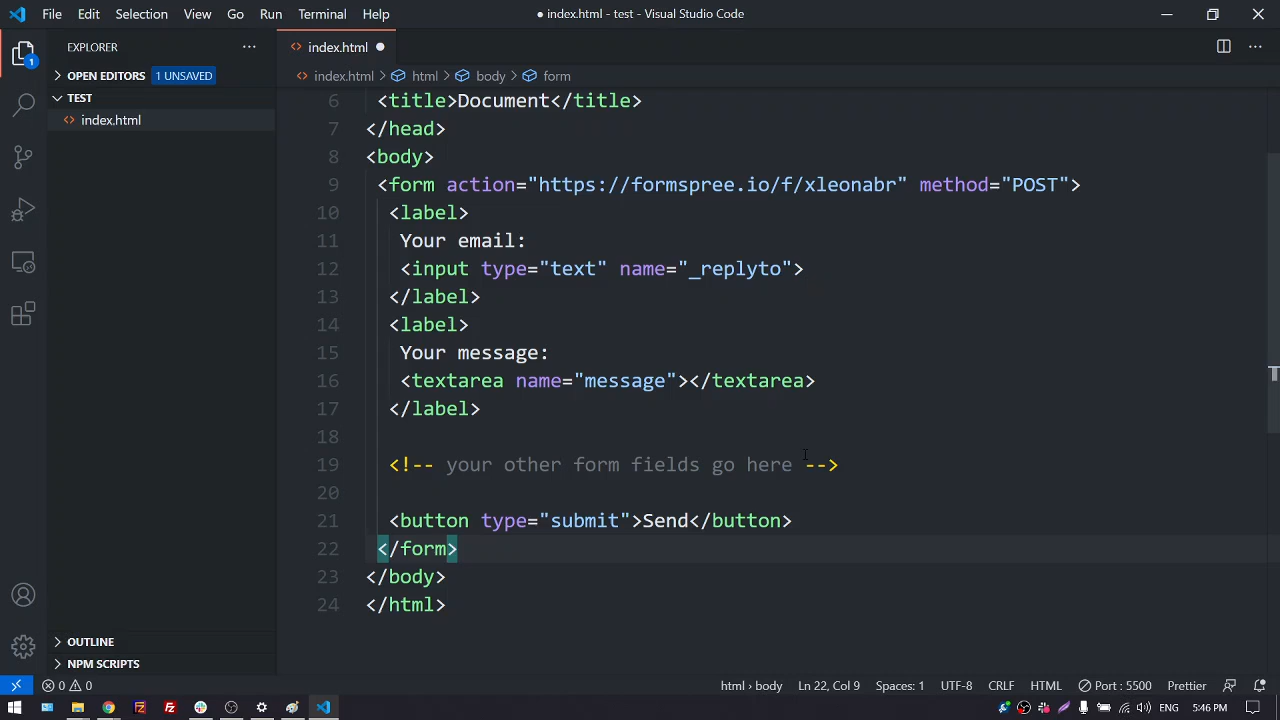 File Edit Selection View Go Run Terminal Help
● index.html - test - Visual Studio Code
EXPLORER
index.html
1
OPEN EDITORS 1 UNSAVED
index.html > html > body > form
TEST
index.html
6 <title>Document</title>
7 </head>
8 <body>
9 <form action="https://formspree.io/f/xleonabr" method="POST">
10 <label>
11 Your email:
12 <input type="text" name="_replyto">
13 </label>
14 <label>
15 Your message:
16 <textarea name="message"></textarea>
17 </label>
18
19 <!-- your other form fields go here -->
20
21 <button type="submit">Send</button>
22 </form>
23 </body>
24 </html>
OUTLINE
NPM SCRIPTS
0 0
html › body Ln 22, Col 9 Spaces: 1 UTF-8 CRLF HTML Port : 5500 Prettier
ENG 5:46 PM